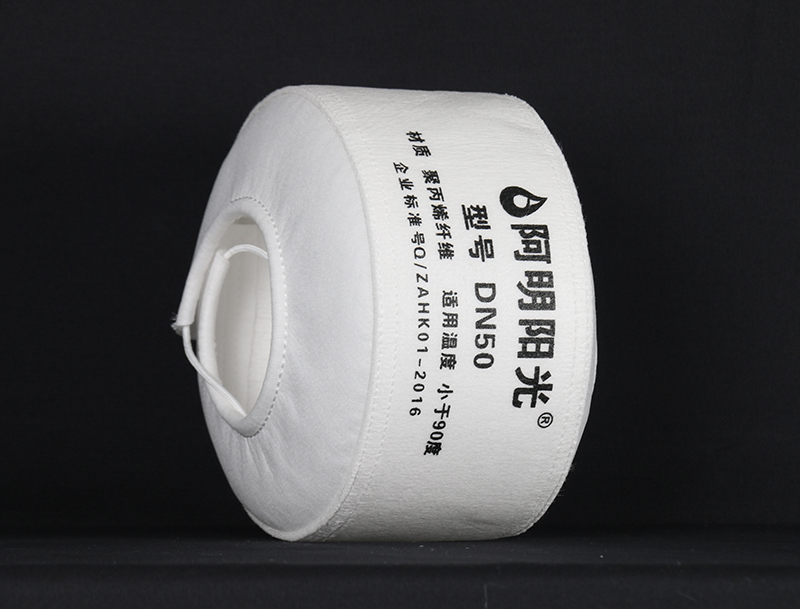 阿明阳光®
型号 DN50
材质 聚丙烯纤维 适用温度 小于90度
企业标准号Q/ZAHK01-2016